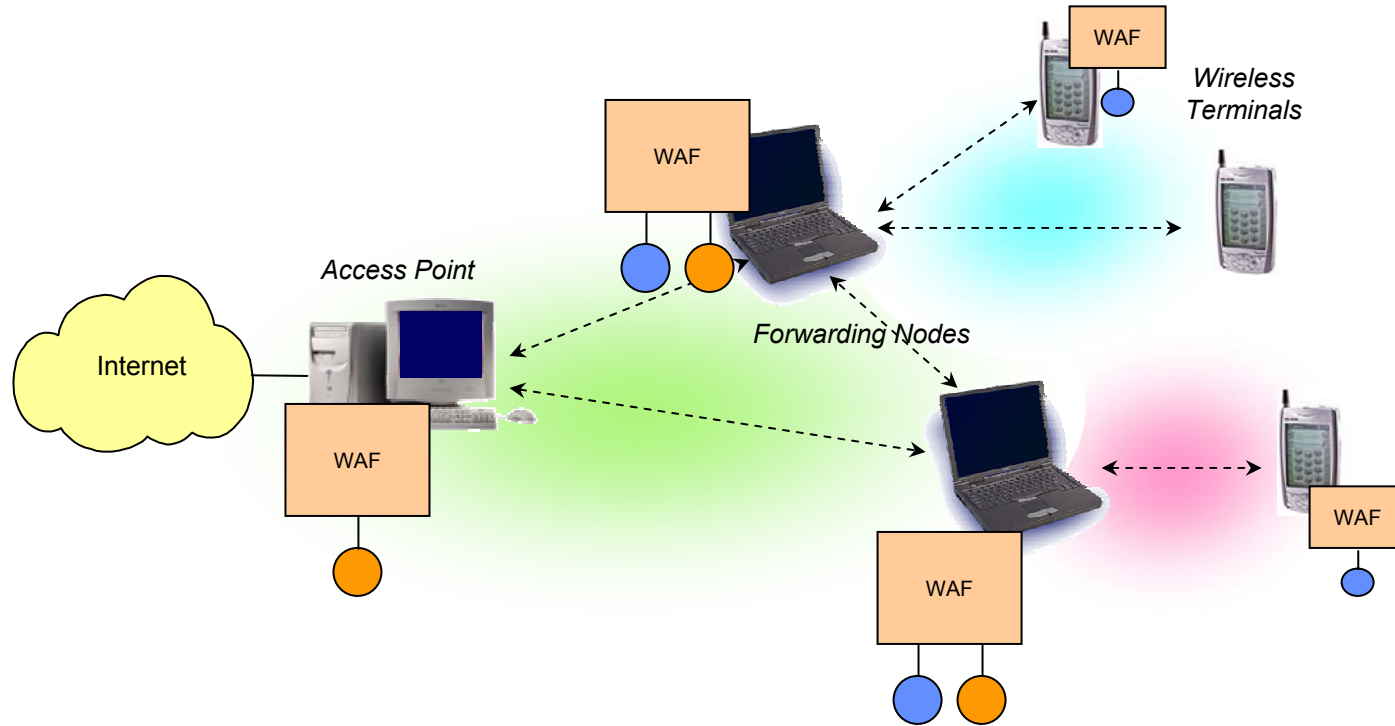 WAF
Wireless
Terminals
WAF
Access Point
Forwarding Nodes
Internet
WAF
WAF
WAF